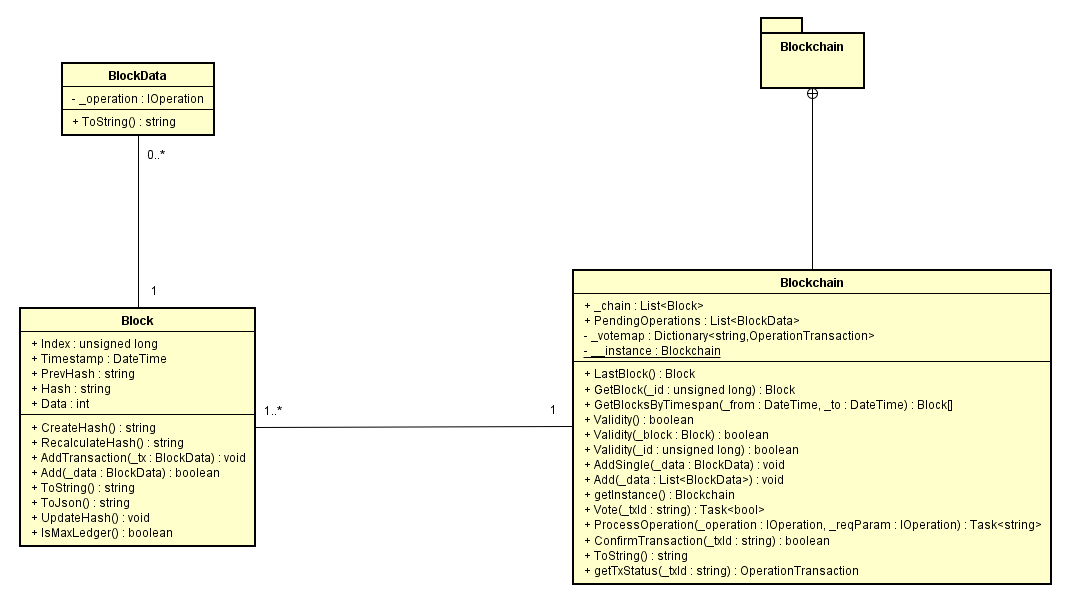 Blockchain
BlockData
- _operation : IOperation
+ ToString() : string
0..*
1
Block
+ Index : unsigned long
+ Timestamp : DateTime
+ PrevHash : string
+ Hash : string
+ Data : int
+ CreateHash() : string
+ RecalculateHash() : string
+ AddTransaction(_tx : BlockData) : void
+ Add(_data : BlockData) : boolean
+ ToString() : string
+ ToJson() : string
+ UpdateHash() : void
+ IsMaxLedger() : boolean
1..*
1
Blockchain
+ _chain : List<Block>
+ PendingOperations : List<BlockData>
- _votemap : Dictionary<string,OperationTransaction>
- __instance : Blockchain
+ LastBlock() : Block
+ GetBlock(_id : unsigned long) : Block
+ GetBlocksByTimespan(_from : DateTime, _to : DateTime) : Block[]
+ Validity() : boolean
+ Validity(_block : Block) : boolean
+ Validity(_id : unsigned long) : boolean
+ AddSingle(_data : BlockData) : void
+ Add(_data : List<BlockData>) : void
+ getInstance() : Blockchain
+ Vote(_txId : string) : Task<bool>
+ ProcessOperation(_operation : IOperation, _reqParam : IOperation) : Task<string>
+ ConfirmTransaction(_txId : string) : boolean
+ ToString() : string
+ getTxStatus(_txId : string) : OperationTransaction